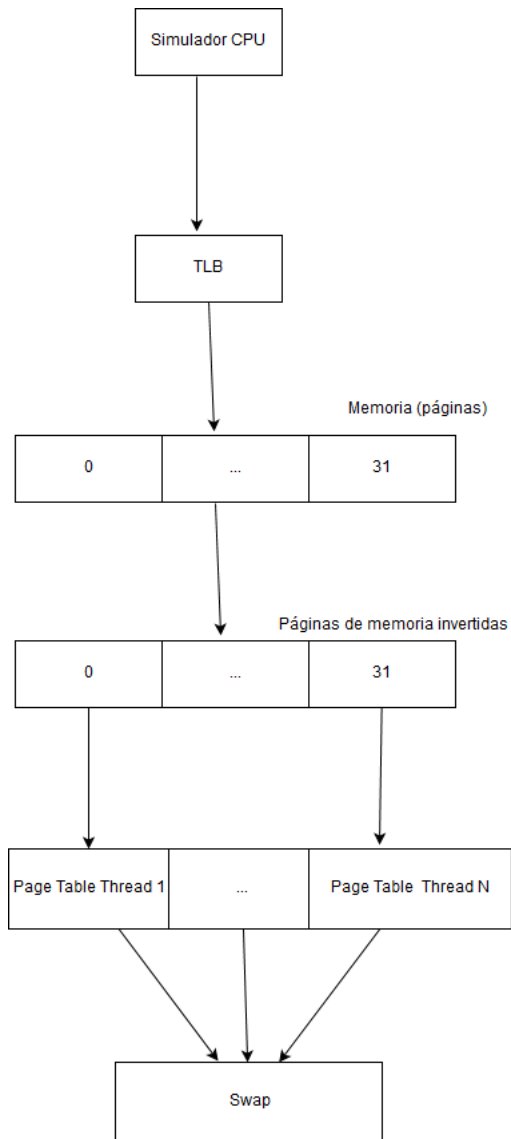 Simulador CPU
TLB
Memoria (páginas)
0
...
31
Páginas de memoria invertidas
0
...
31
Page Table Thread 1
...
Page Table Thread N
Swap